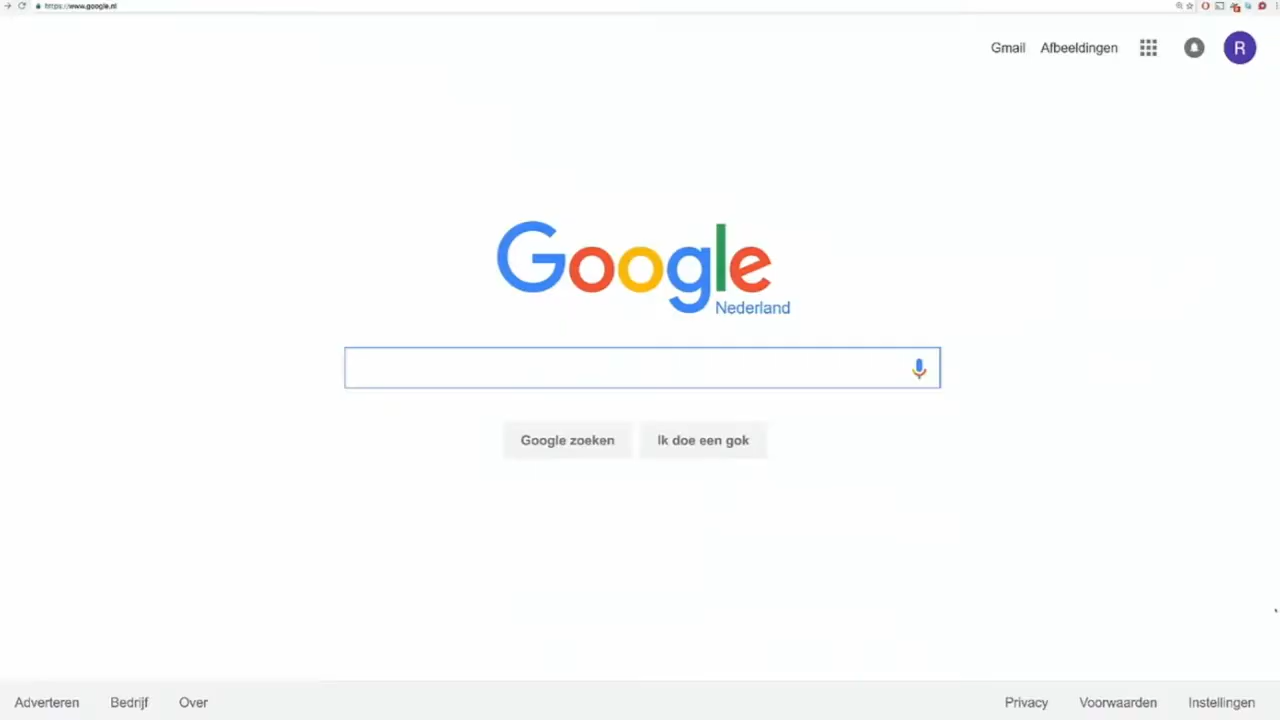 https://www.google.nl
Gmail Afbeeldingen R
Google
Nederland
Google zoeken Ik doe een gok
Adverteren Bedrijf Over Privacy Voorwaarden Instellingen